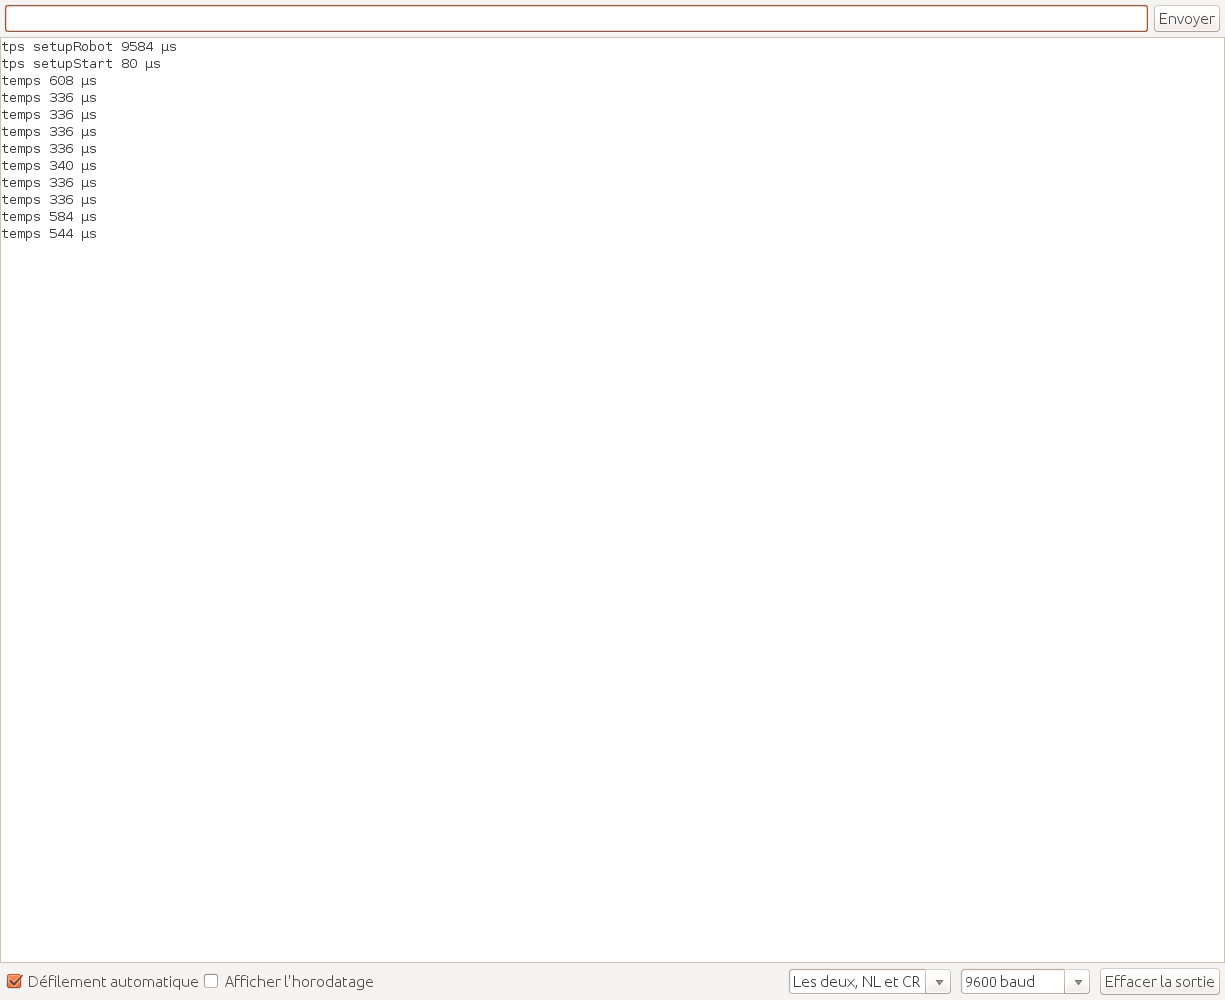 Envoyer
tps setupRobot 9584 µs
tps setupStart 80 µs
temps 608 µs
temps 336 µs
temps 336 µs
temps 336 µs
temps 336 µs
temps 340 µs
temps 336 µs
temps 336 µs
temps 584 µs
temps 544 µs
Défilement automatique Afficher l'horodatage Les deux, NL et CR 9600 baud Effacer la sortie